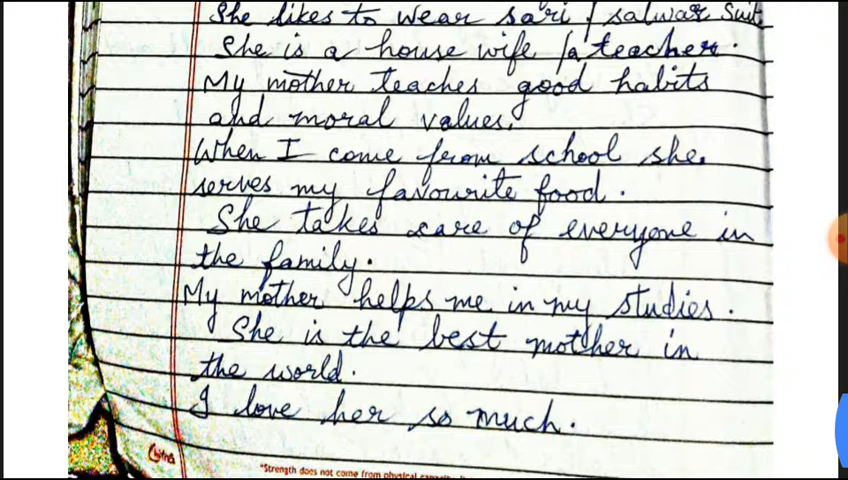 She likes to wear sari / salwar suit
She is a house wife / a teacher.
My mother teaches good habits
and moral values.
When I come from school she
serves my favourite food.
She takes care of everyone in
the family.
My mother helps me in my studies.
She is the best mother in
the world.
I love her so much.
"Strength does not come from physical